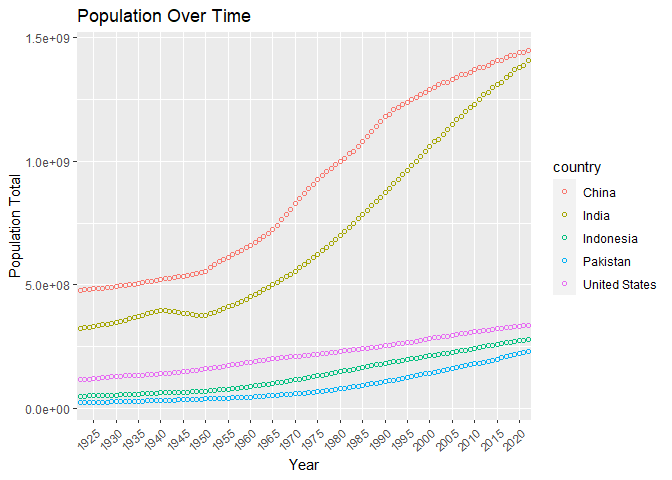 Population Over Time
Population Total
1.5e+09
1.0e+09
5.0e+08
0.0e+00
1925 1930 1935 1940 1945 1950 1955 1960 1965 1970 1975 1980 1985 1990 1995 2000 2005 2010 2015 2020
Year
country
China
India
Indonesia
Pakistan
United States